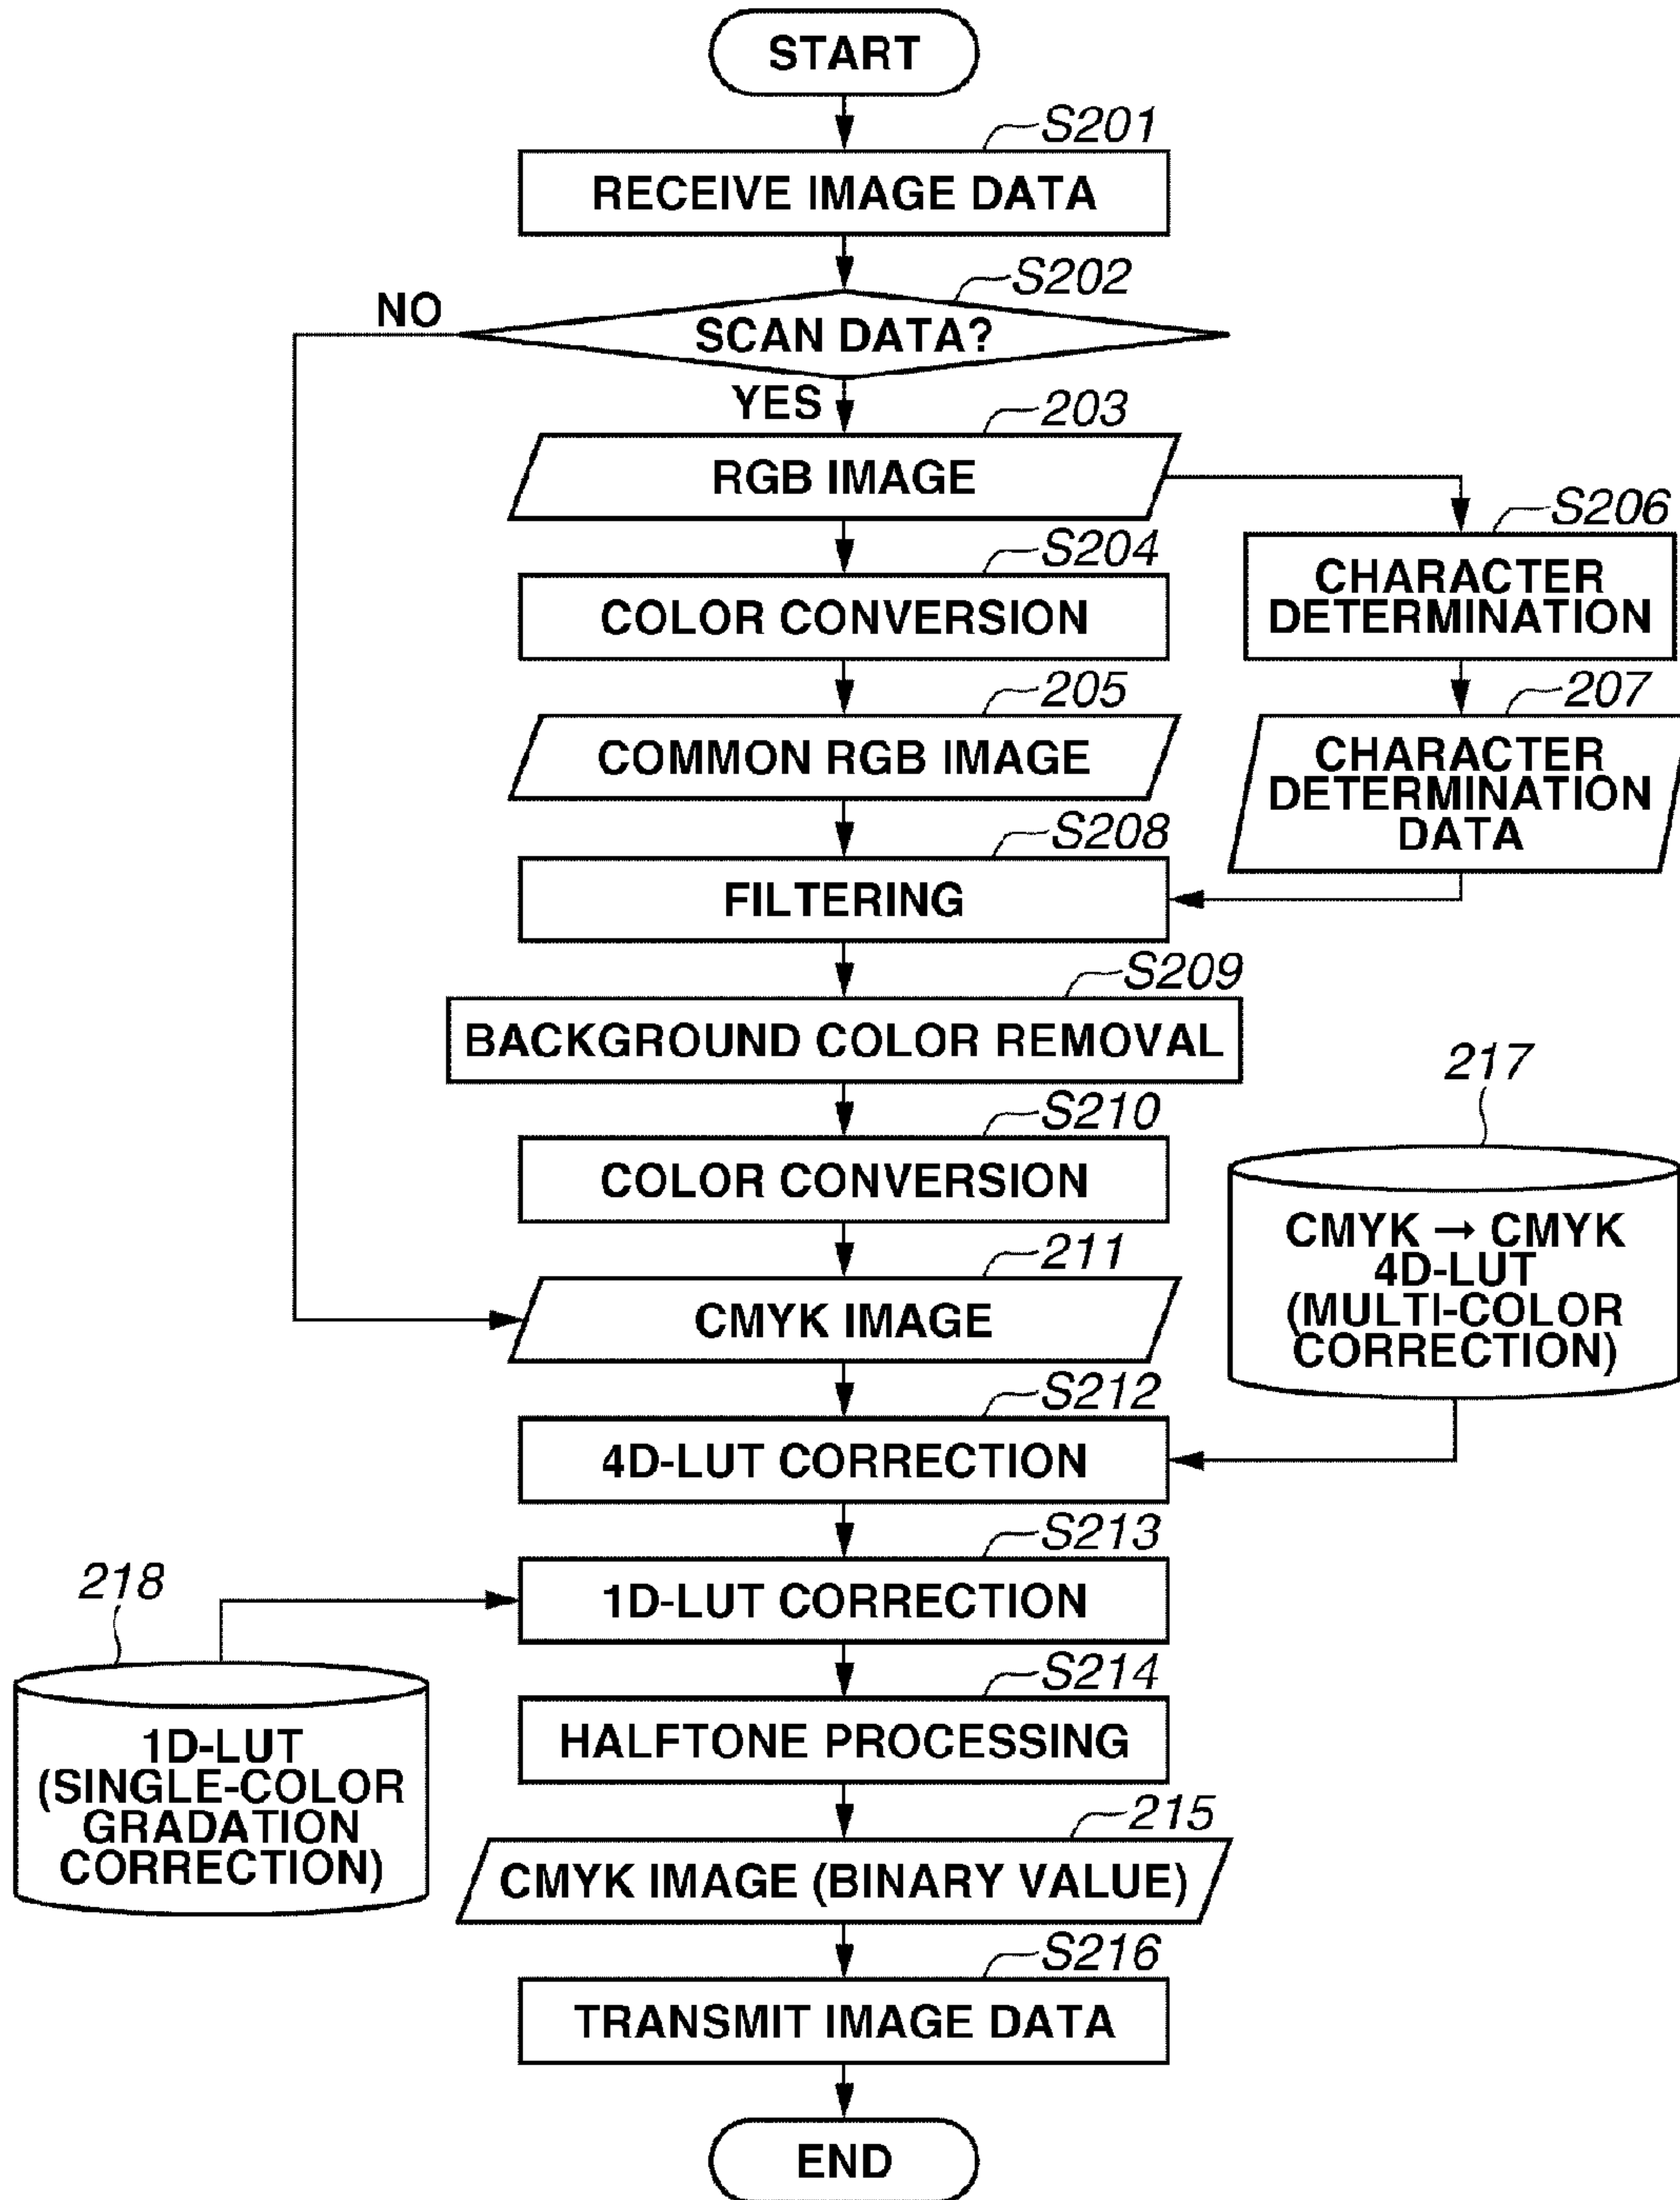 START
S201
RECEIVE IMAGE DATA
S202
NO
SCAN DATA?
YES
203
RGB IMAGE
S206
CHARACTER
DETERMINATION
S204
COLOR CONVERSION
205
COMMON RGB IMAGE
207
CHARACTER
DETERMINATION
DATA
S208
FILTERING
S209
BACKGROUND COLOR REMOVAL
S210
COLOR CONVERSION
217
CMYK → CMYK
4D-LUT
(MULTI-COLOR
CORRECTION)
211
CMYK IMAGE
S212
4D-LUT CORRECTION
S213
1D-LUT CORRECTION
218
1D-LUT
(SINGLE-COLOR
GRADATION
CORRECTION)
S214
HALFTONE PROCESSING
215
CMYK IMAGE (BINARY VALUE)
S216
TRANSMIT IMAGE DATA
END